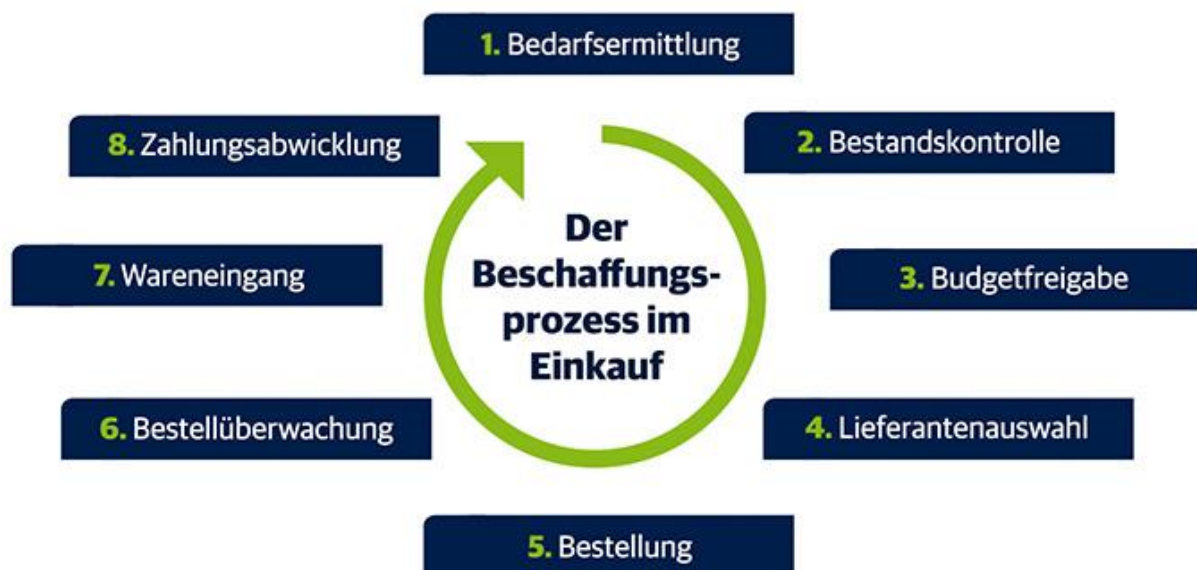 1. Bedarfsermittlung
2. Bestandskontrolle
3. Budgetfreigabe
4. Lieferantenauswahl
5. Bestellung
6. Bestellüberwachung
7. Wareneingang
8. Zahlungsabwicklung
Der
Beschaffungs-
prozess im
Einkauf